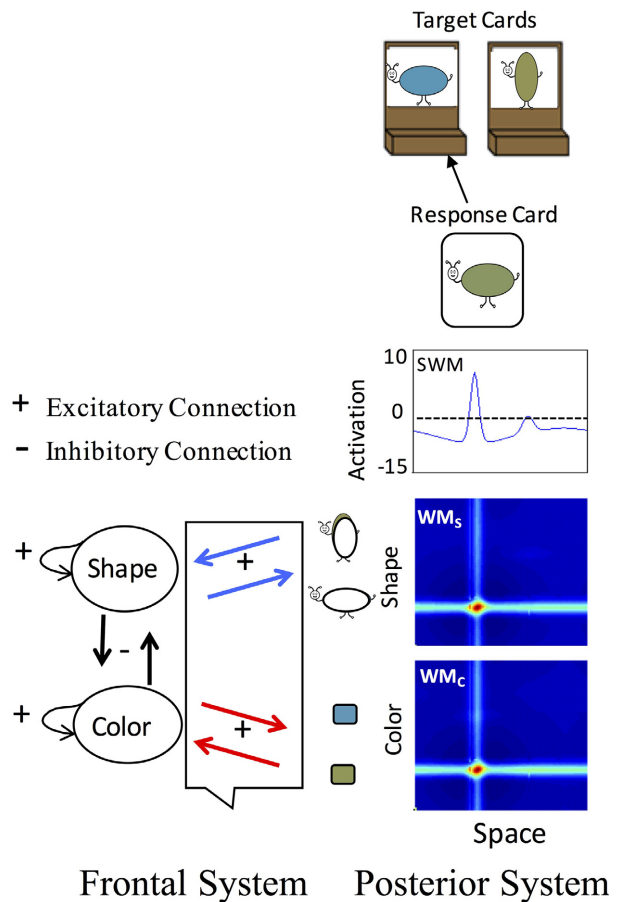 Target Cards
Response Card
10
SWM
0
-15
Activation
+ Excitatory Connection
- Inhibitory Connection
+
Shape
+
-
+
Color
+
WMS
Shape
WMC
Color
Space
Frontal System
Posterior System